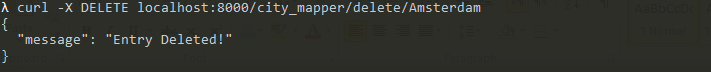 λ curl -X DELETE localhost:8000/city_mapper/delete/Amsterdam
{
  "message": "Entry Deleted!"
}